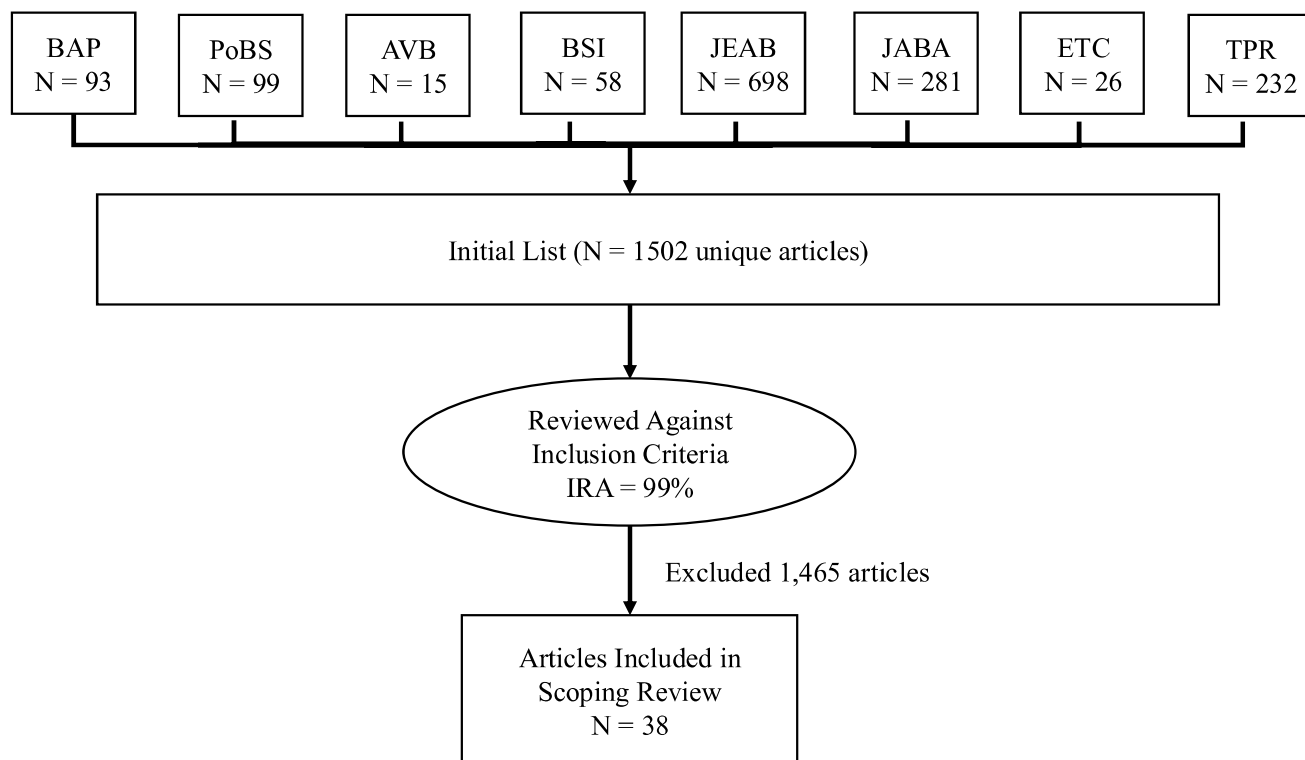 BAP
N = 93
PoBS
N = 99
AVB
N = 15
BSI
N = 58
JEAB
N = 698
JABA
N = 281
ETC
N = 26
TPR
N = 232
Initial List (N = 1502 unique articles)
Reviewed Against
Inclusion Criteria
IRA = 99%
Excluded 1,465 articles
Articles Included in
Scoping Review
N = 38